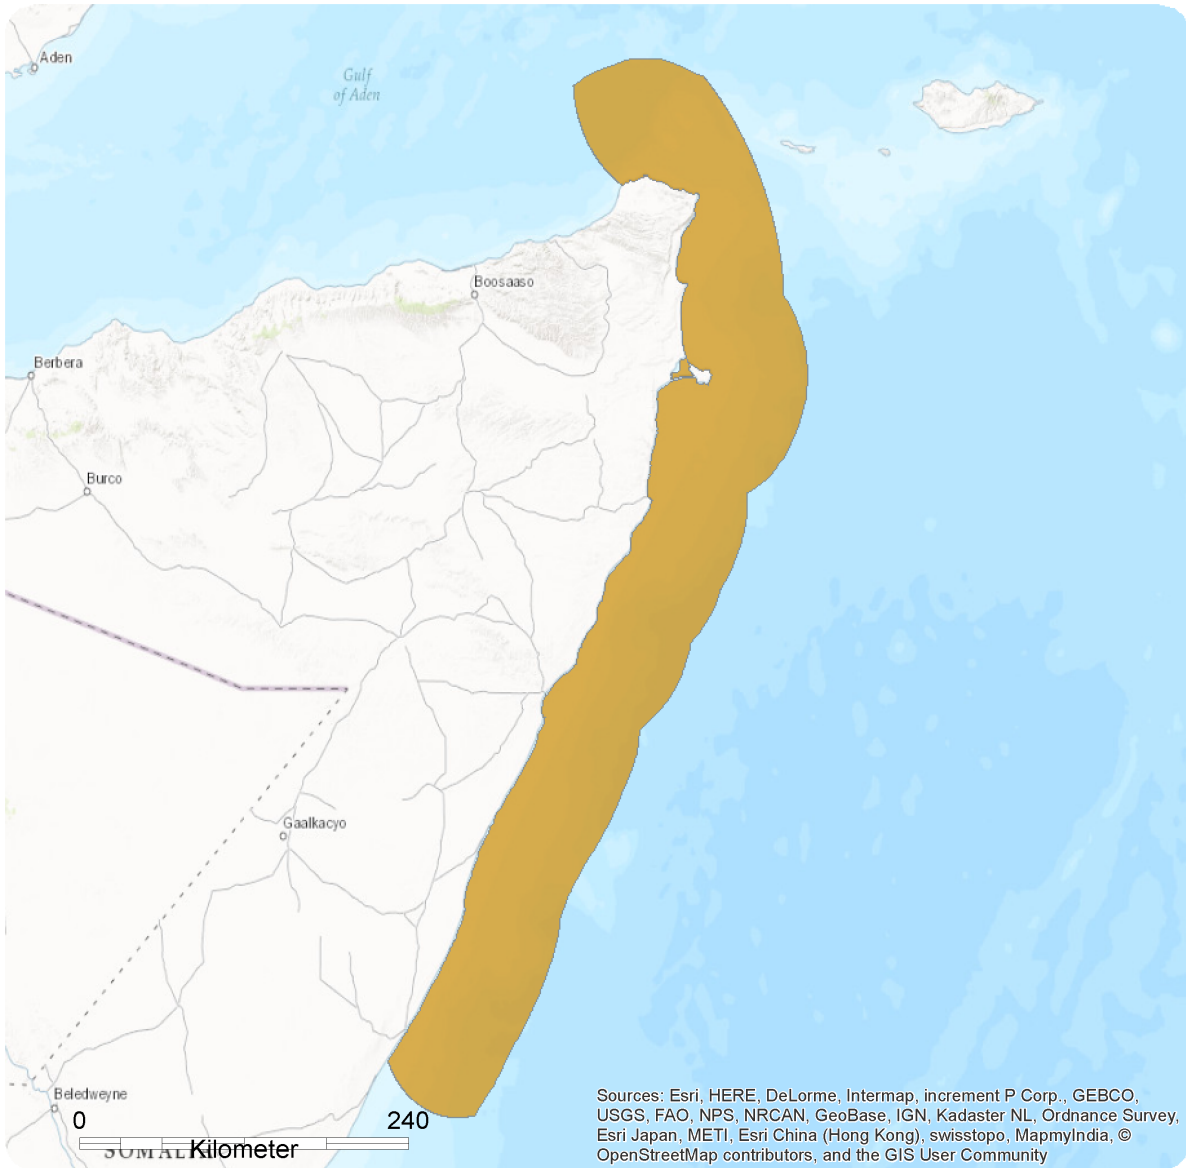 Aden
Gulf
of Aden
Boosaaso
Berbera
Burco
Gaalkacyo
Beledweyne
0
240
Kilometer
SOMALIA
Sources: Esri, HERE, DeLorme, Intermap, increment P Corp., GEBCO,
USGS, FAO, NPS, NRCAN, GeoBase, IGN, Kadaster NL, Ordnance Survey,
Esri Japan, METI, Esri China (Hong Kong), swisstopo, MapmyIndia, ©
OpenStreetMap contributors, and the GIS User Community